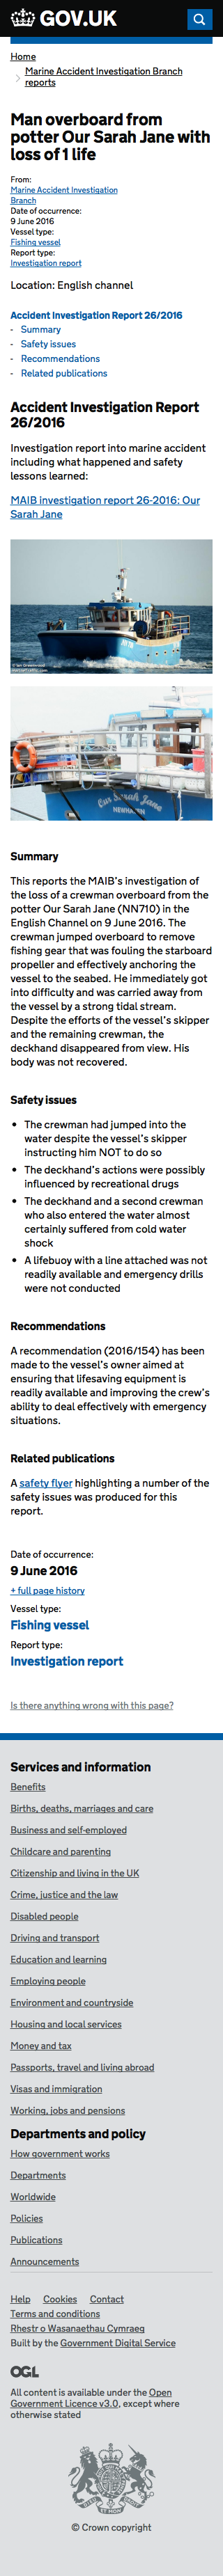 GOV.UK
Home
Marine Accident Investigation Branch
reports
Man overboard from
potter Our Sarah Jane with
loss of 1 life
From:
Marine Accident Investigation
Branch
Date of occurrence:
9 June 2016
Vessel type:
Fishing vessel
Report type:
Investigation report
Location: English channel
Accident Investigation Report 26/2016
- Summary
- Safety issues
- Recommendations
- Related publications
Accident Investigation Report
26/2016
Investigation report into marine accident
including what happened and safety
lessons learned:
MAIB investigation report 26-2016: Our
Sarah Jane
Our Sarah Jane
NEWHAVEN
Summary
This reports the MAIB's investigation of
the loss of a crewman overboard from the
potter Our Sarah Jane (NN710) in the
English Channel on 9 June 2016. The
crewman jumped overboard to remove
fishing gear that was fouling the starboard
propeller and effectively anchoring the
vessel to the seabed. He immediately got
into difficulty and was carried away from
the vessel by a strong tidal stream.
Despite the efforts of the vessel's skipper
and the remaining crewman, the
deckhand disappeared from view. His
body was not recovered.
Safety issues
• The crewman had jumped into the
water despite the vessel's skipper
instructing him NOT to do so
• The deckhand's actions were possibly
influenced by recreational drugs
• The deckhand and a second crewman
who also entered the water almost
certainly suffered from cold water
shock
• A lifebuoy with a line attached was not
readily available and emergency drills
were not conducted
Recommendations
A recommendation (2016/154) has been
made to the vessel's owner aimed at
ensuring that lifesaving equipment is
readily available and improving the crew's
ability to deal effectively with emergency
situations.
Related publications
A safety flyer highlighting a number of the
safety issues was produced for this
report.
Date of occurrence:
9 June 2016
+ full page history
Vessel type:
Fishing vessel
Report type:
Investigation report
Is there anything wrong with this page?
Services and information
Benefits
Births, deaths, marriages and care
Business and self-employed
Childcare and parenting
Citizenship and living in the UK
Crime, justice and the law
Disabled people
Driving and transport
Education and learning
Employing people
Environment and countryside
Housing and local services
Money and tax
Passports, travel and living abroad
Visas and immigration
Working, jobs and pensions
Departments and policy
How government works
Departments
Worldwide
Policies
Publications
Announcements
Help Cookies Contact
Terms and conditions
Rhestr o Wasanaethau Cymraeg
Built by the Government Digital Service
OGL
All content is available under the Open
Government Licence v3.0, except where
otherwise stated
© Crown copyright